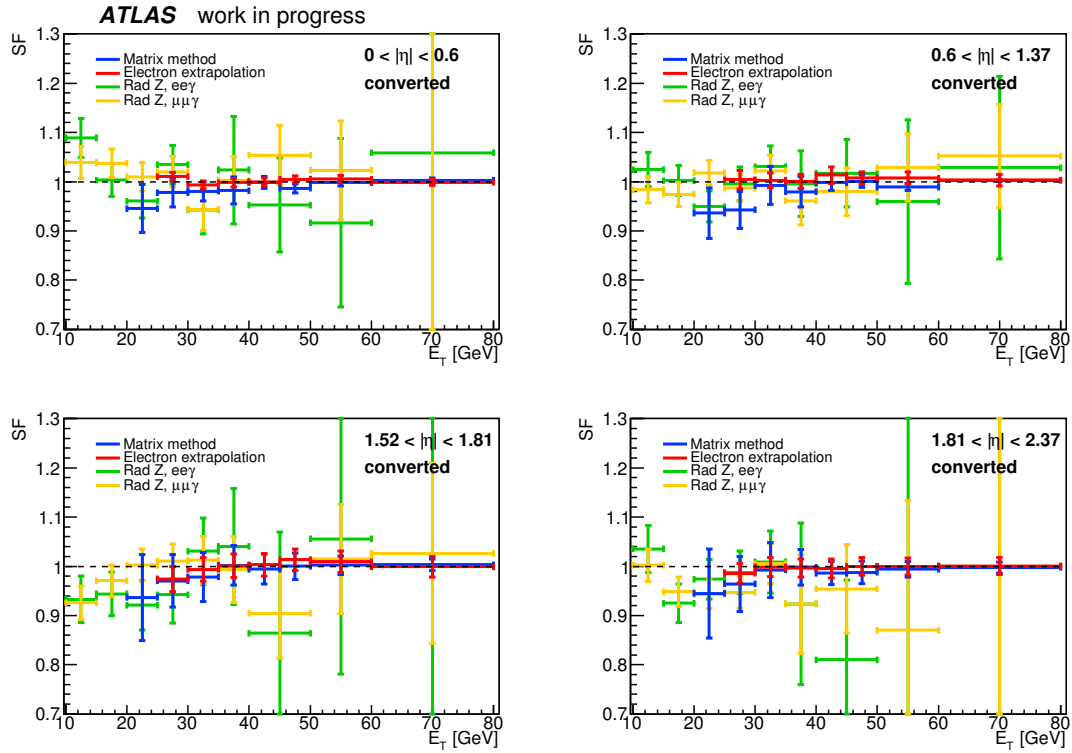 ATLAS work in progress
SF
1.3
1.2
1.1
1
0.9
0.8
0.7
Matrix method
Electron extrapolation
Rad Z, eeγ
Rad Z, μμγ
0 < |η| < 0.6
converted
10 20 30 40 50 60 70 80
E_T [GeV]
SF
1.3
1.2
1.1
1
0.9
0.8
0.7
Matrix method
Electron extrapolation
Rad Z, eeγ
Rad Z, μμγ
0.6 < |η| < 1.37
converted
10 20 30 40 50 60 70 80
E_T [GeV]
SF
1.3
1.2
1.1
1
0.9
0.8
0.7
Matrix method
Electron extrapolation
Rad Z, eeγ
Rad Z, μμγ
1.52 < |η| < 1.81
converted
10 20 30 40 50 60 70 80
E_T [GeV]
SF
1.3
1.2
1.1
1
0.9
0.8
0.7
Matrix method
Electron extrapolation
Rad Z, eeγ
Rad Z, μμγ
1.81 < |η| < 2.37
converted
10 20 30 40 50 60 70 80
E_T [GeV]